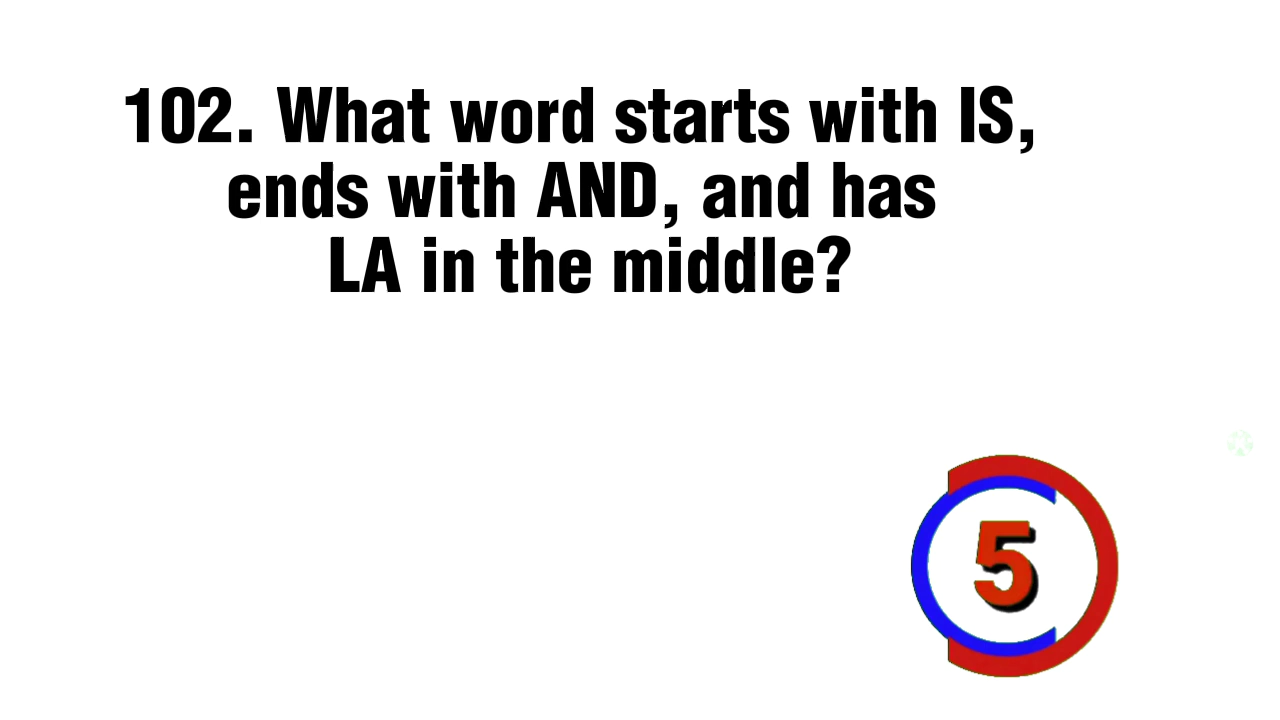 102. What word starts with IS,
ends with AND, and has
LA in the middle?
5